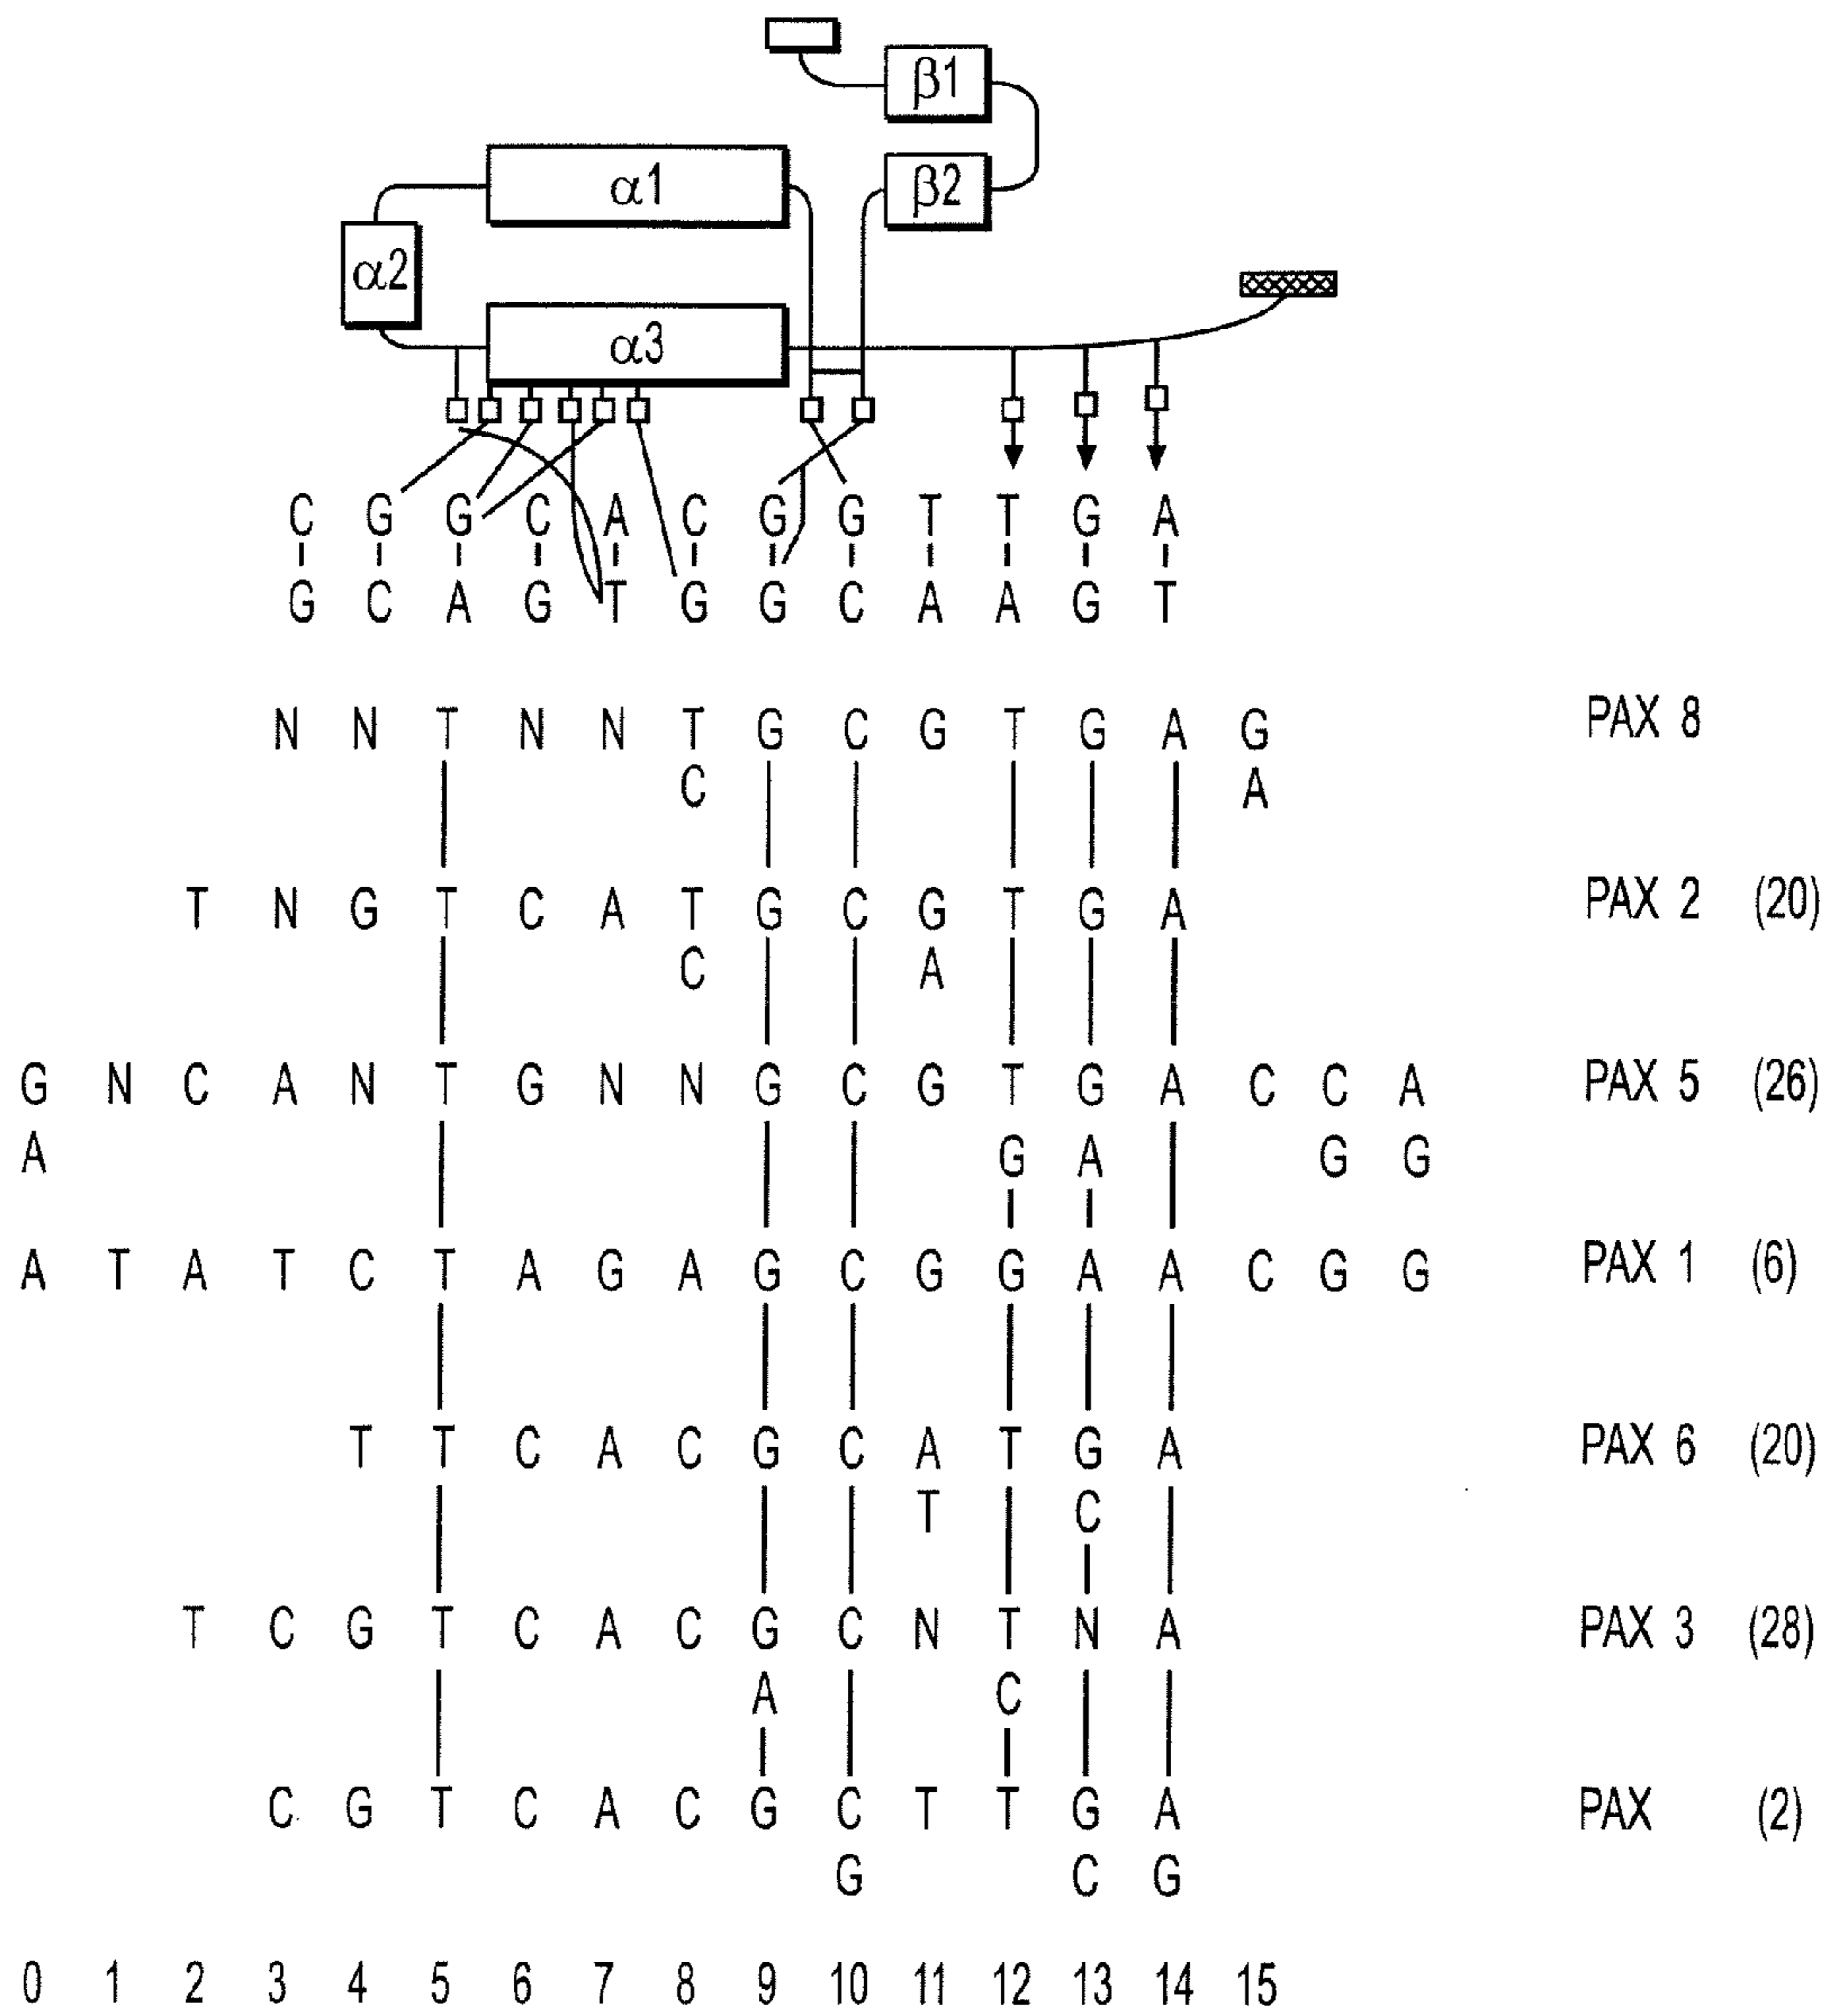 β1
α1 β2
α2
α3
C G G C A C G G T T G A
G C A G T G G C A A G T
N N T N N T G C G T G A G PAX 8
C A
T N G T C A T G C G T G A PAX 2 (20)
C A
G N C A N T G N N G C G T G A C C A PAX 5 (26)
A G A G G
A T A T C T A G A G C G G A A C G G PAX 1 (6)
T T C A C G C A T G A PAX 6 (20)
T C
T C G T C A C G C N T N A PAX 3 (28)
A C
C G T C A C G C T T G A PAX (2)
G C G
0 1 2 3 4 5 6 7 8 9 10 11 12 13 14 15